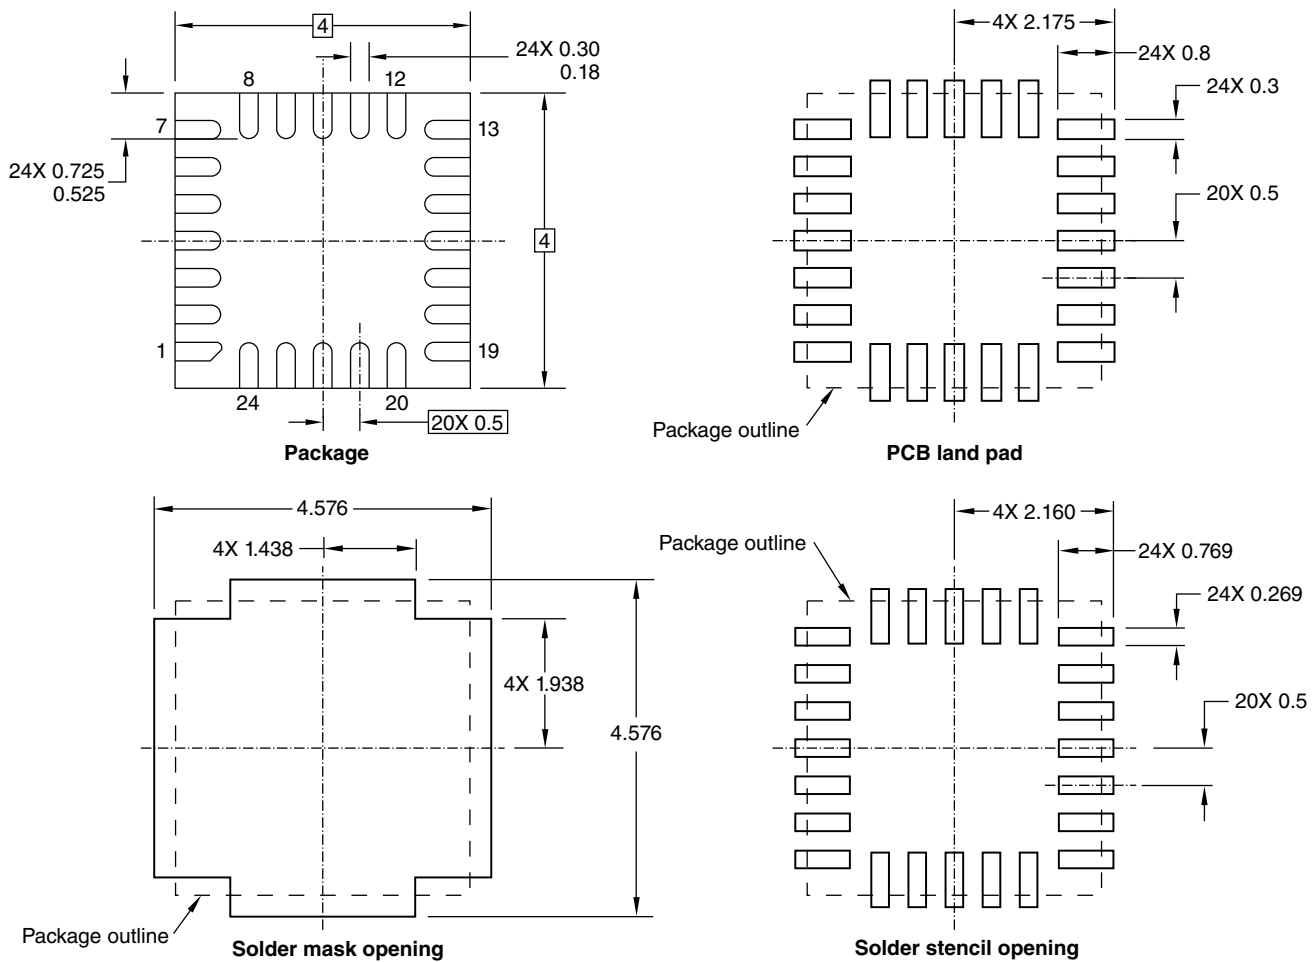 4
24X 0.30
0.18
8
12
7
13
24X 0.725
0.525
4
1
19
24
20
20X 0.5
Package
4X 2.175
24X 0.8
24X 0.3
20X 0.5
Package outline
PCB land pad
4.576
4X 1.438
4X 1.938
4.576
Package outline
Solder mask opening
4X 2.160
Package outline
24X 0.769
24X 0.269
20X 0.5
Solder stencil opening